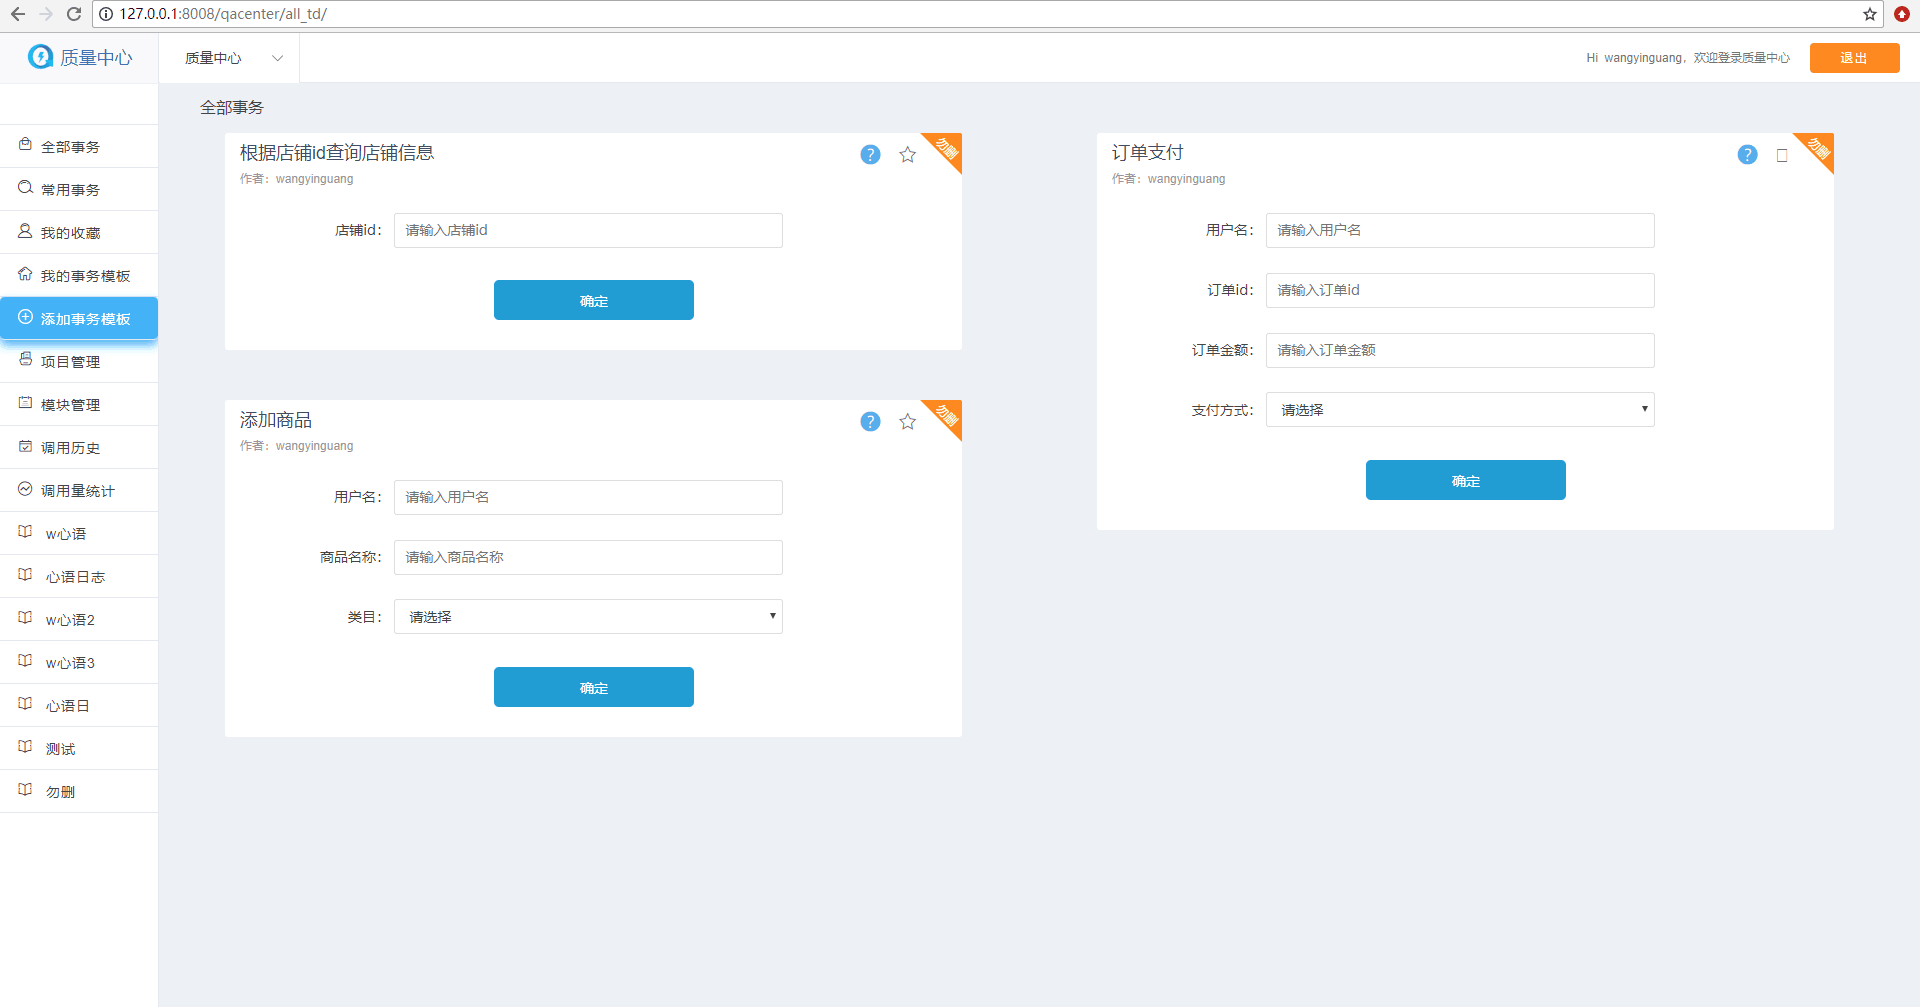 127.0.0.1:8008/qacenter/all_td/
质量中心
质量中心
Hi wangyinguang，欢迎登录质量中心
退出
全部事务
常用事务
我的收藏
我的事务模板
添加事务模板
项目管理
模块管理
调用历史
调用量统计
w心语
心语日志
w心语2
w心语3
心语日
测试
勿删
全部事务
根据店铺id查询店铺信息
?
勿删
作者：wangyinguang
店铺id：
请输入店铺id
确定
添加商品
?
勿删
作者：wangyinguang
用户名：
请输入用户名
商品名称：
请输入商品名称
类目：
请选择
确定
订单支付
?
勿删
作者：wangyinguang
用户名：
请输入用户名
订单id：
请输入订单id
订单金额：
请输入订单金额
支付方式：
请选择
确定